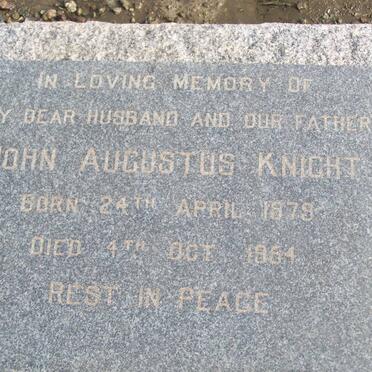 IN LOVING MEMORY OF
Y DEAR HUSBAND AND OUR FATHER
OHN AUGUSTUS KNIGHT
BORN 24TH APRIL 1879
DIED 4TH OCT. 1964
REST IN PEACE